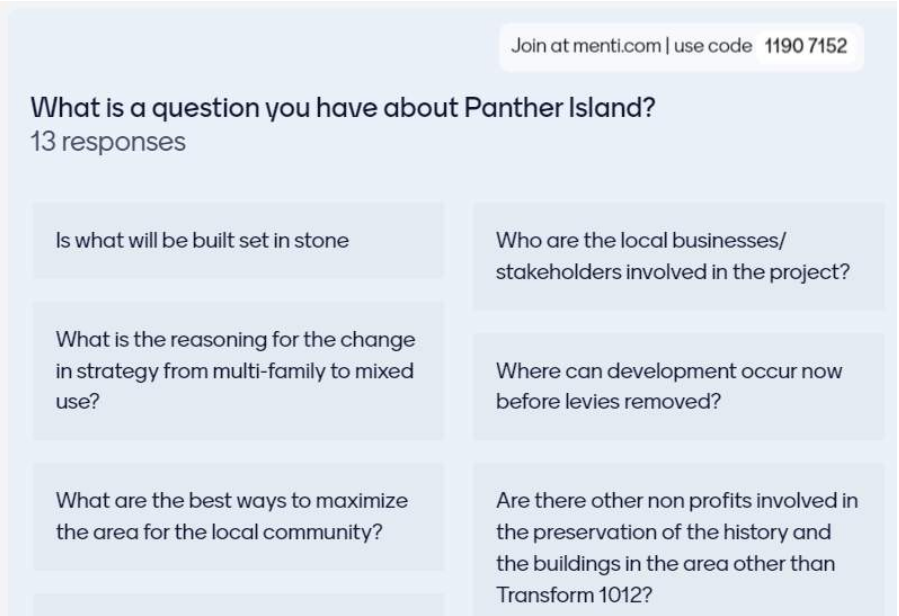 Join at menti.com | use code 1190 7152
What is a question you have about Panther Island?
13 responses
Is what will be built set in stone
What is the reasoning for the change
in strategy from multi-family to mixed
use?
What are the best ways to maximize
the area for the local community?
Who are the local businesses/
stakeholders involved in the project?
Where can development occur now
before levies removed?
Are there other non profits involved in
the preservation of the history and
the buildings in the area other than
Transform 1012?